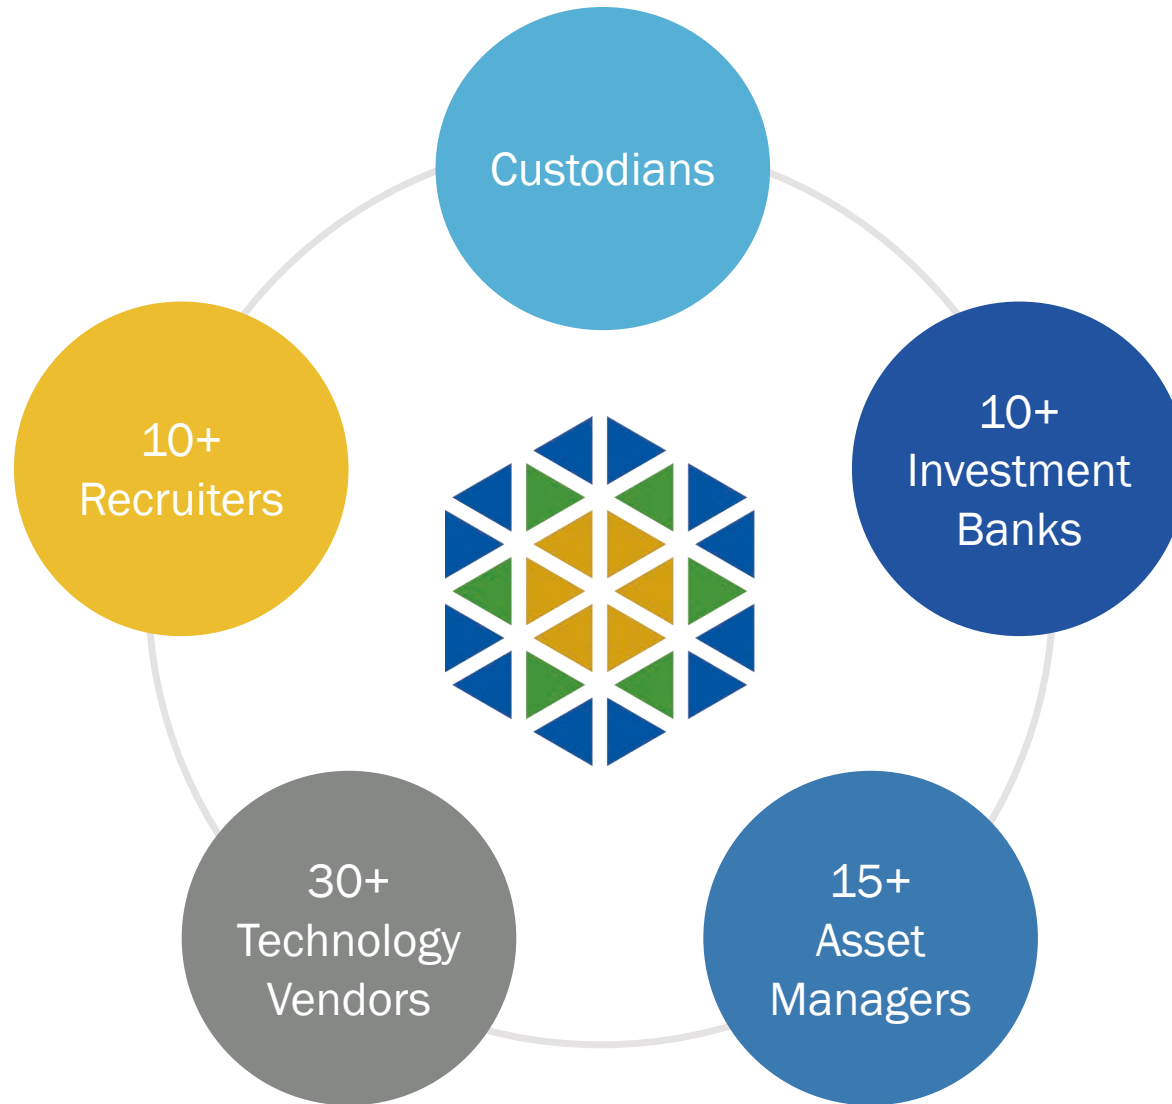 Custodians
10+
Investment
Banks
15+
Asset
Managers
30+
Technology
Vendors
10+
Recruiters